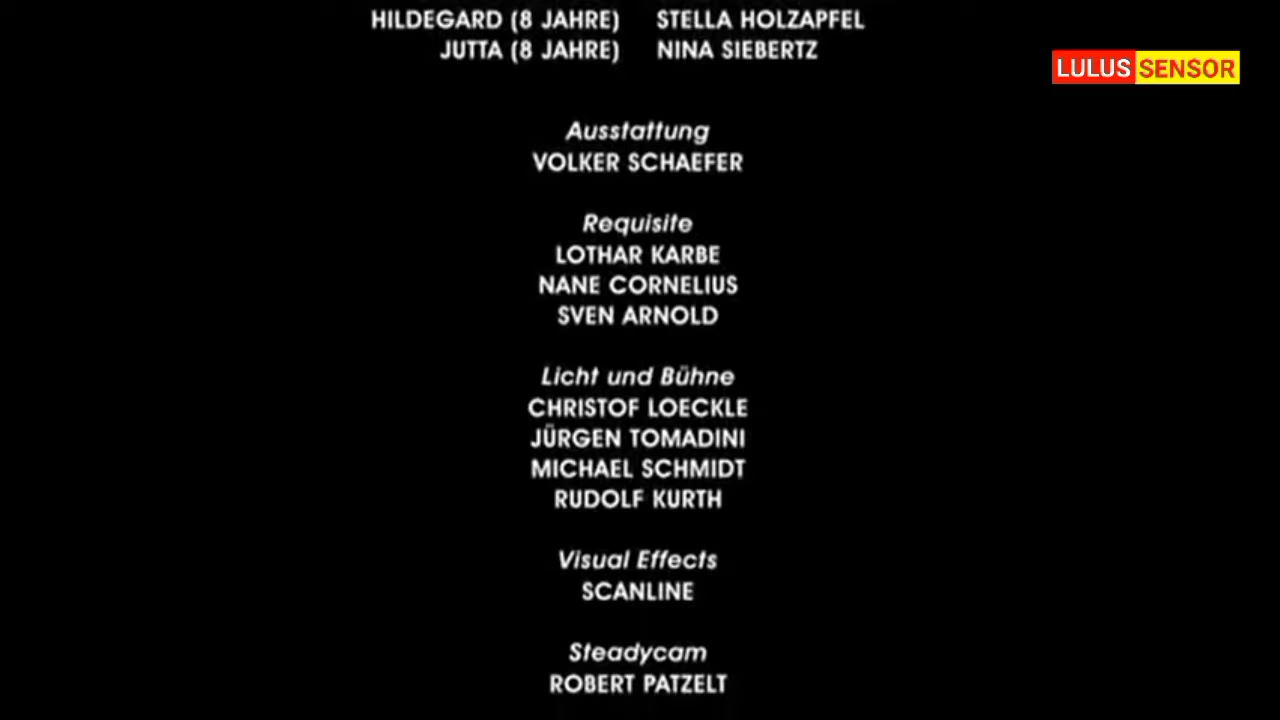 HILDEGARD (8 JAHRE) STELLA HOLZAPFEL
JUTTA (8 JAHRE) NINA SIEBERTZ
LULUS SENSOR
Ausstattung
VOLKER SCHAEFER
Requisite
LOTHAR KARBE
NANE CORNELIUS
SVEN ARNOLD
Licht und Bühne
CHRISTOF LOECKLE
JÜRGEN TOMADINI
MICHAEL SCHMIDT
RUDOLF KURTH
Visual Effects
SCANLINE
Steadycam
ROBERT PATZELT